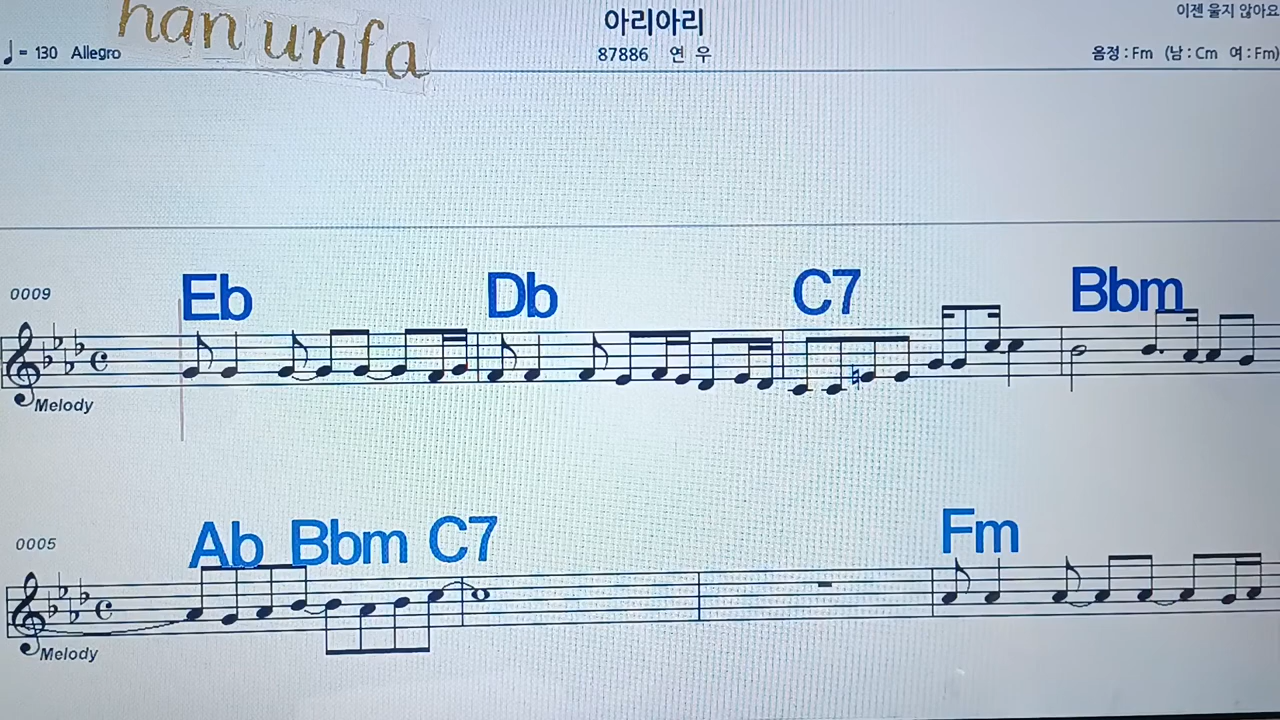 han unfa
아리아리
이젠 울지 않아요
♩= 130 Allegro
87886 연 우
음정 : Fm (남 : Cm 여 : Fm)
Eb Db C7 Bbm
0009
Melody
Ab Bbm C7 Fm
0005
Melody